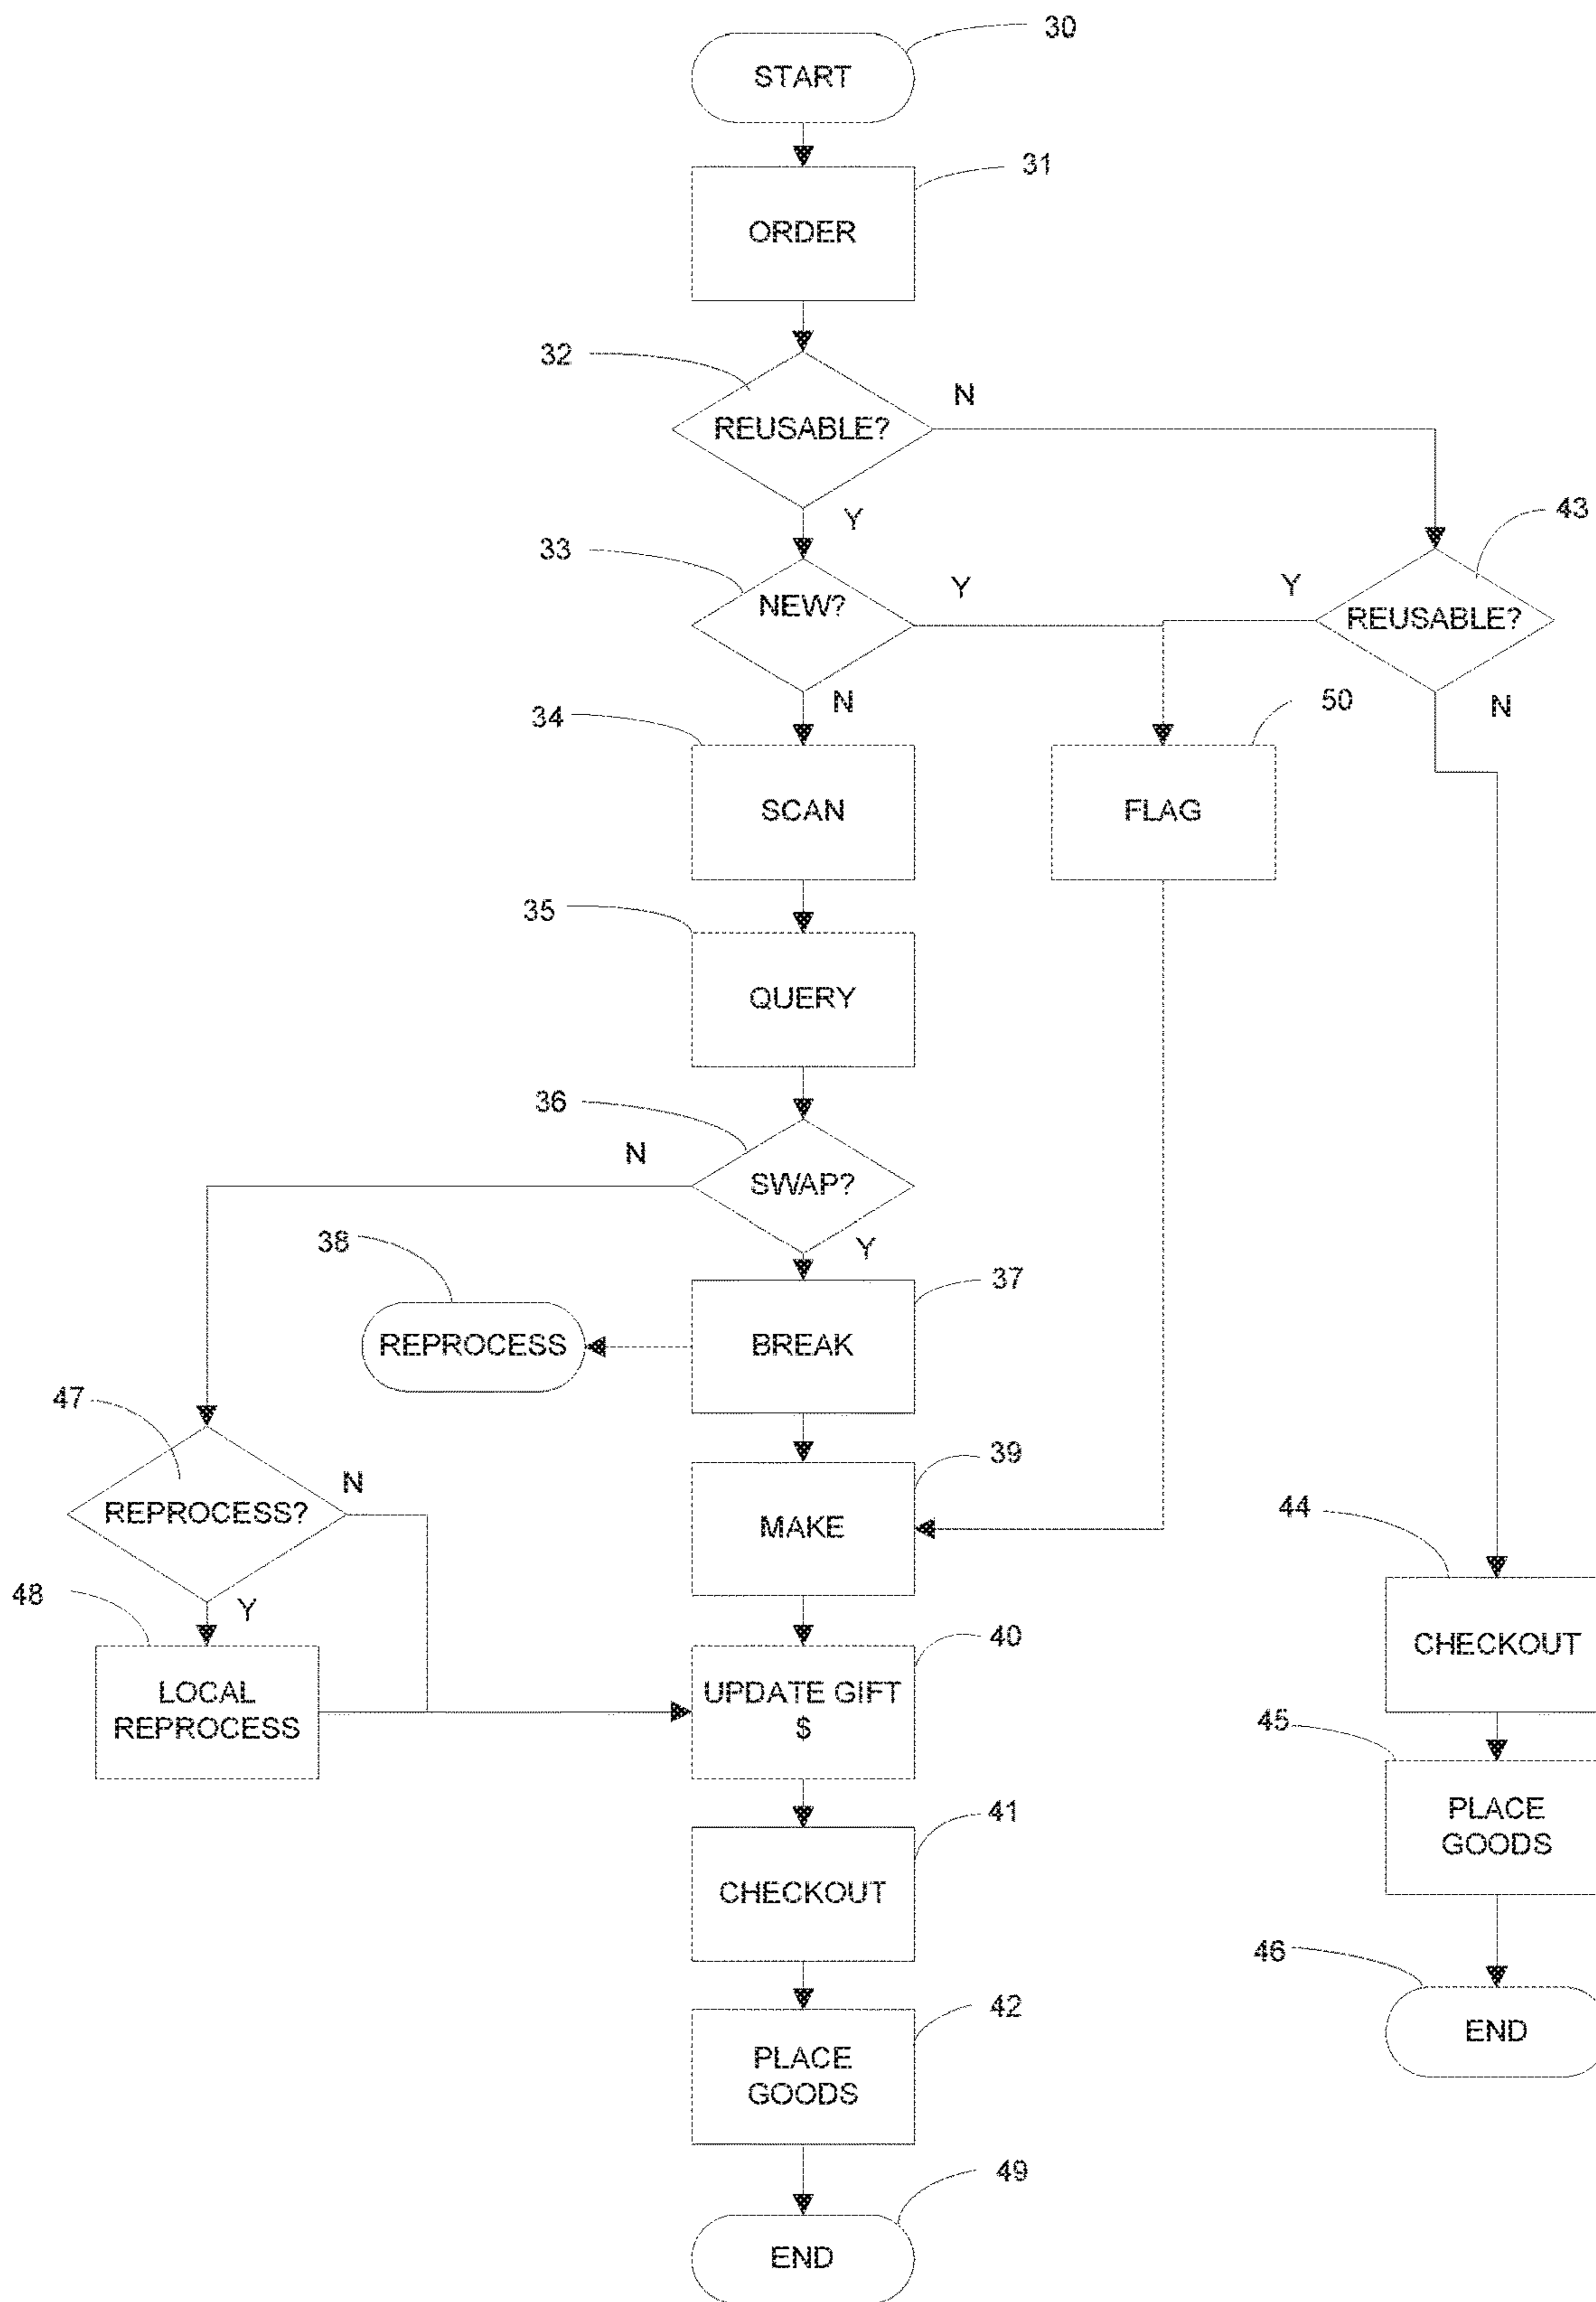 30
START
31
ORDER
32
N
REUSABLE?
Y
43
33
Y
Y
NEW?
REUSABLE?
N
N
34
50
SCAN
FLAG
35
QUERY
36
N
SWAP?
Y
38
37
REPROCESS
BREAK
47
39
N
REPROCESS?
MAKE
44
48
Y
40
CHECKOUT
LOCAL
REPROCESS
UPDATE GIFT
$
45
41
PLACE
GOODS
CHECKOUT
46
42
END
PLACE
GOODS
49
END